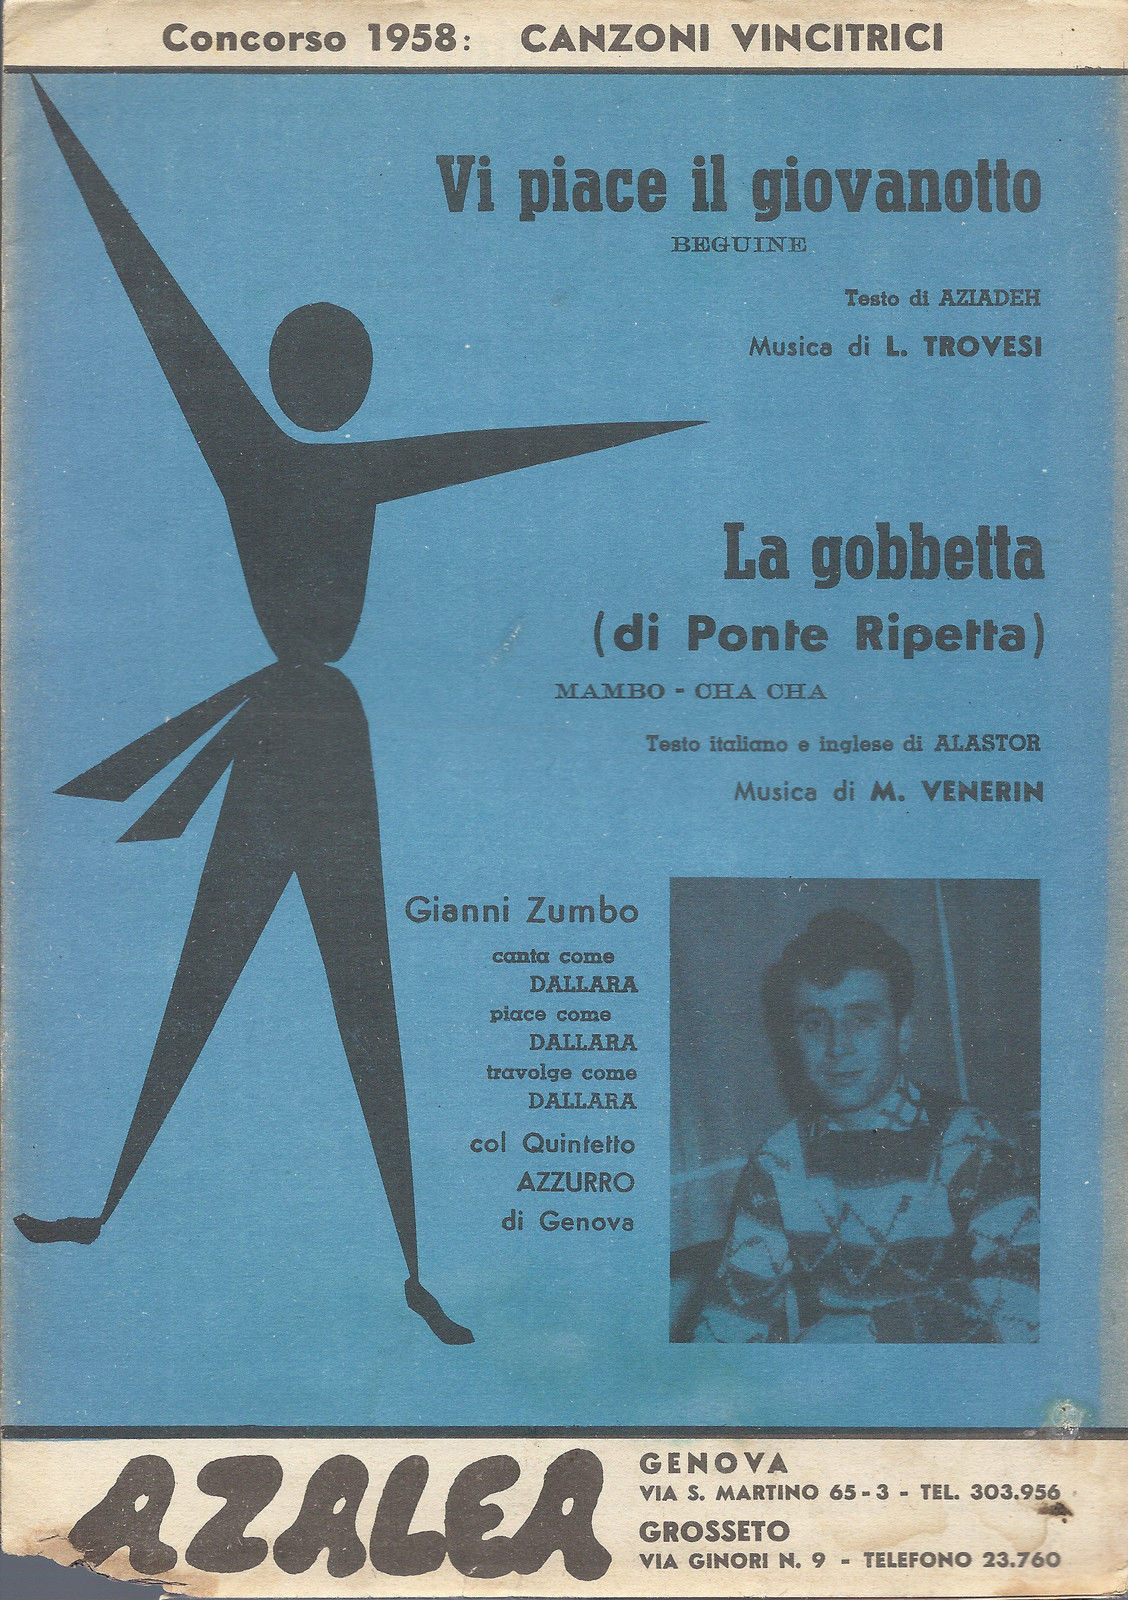 Concorso 1958: CANZONI VINCITRICI
Vi piace il giovanotto
BEGUINE
Testo di AZIADEH
Musica di L. TROVESI
La gobbetta
(di Ponte Ripetta)
MAMBO - CHA CHA
Testo italiano e inglese di ALASTOR
Musica di M. VENERIN
Gianni Zumbo
canta come
DALLARA
piace come
DALLARA
travolge come
DALLARA
col Quintetto
AZZURRO
di Genova
AZALEA
GENOVA
VIA S. MARTINO 65-3 - TEL. 303.956
GROSSETO
VIA GINORI N. 9 - TELEFONO 23.760